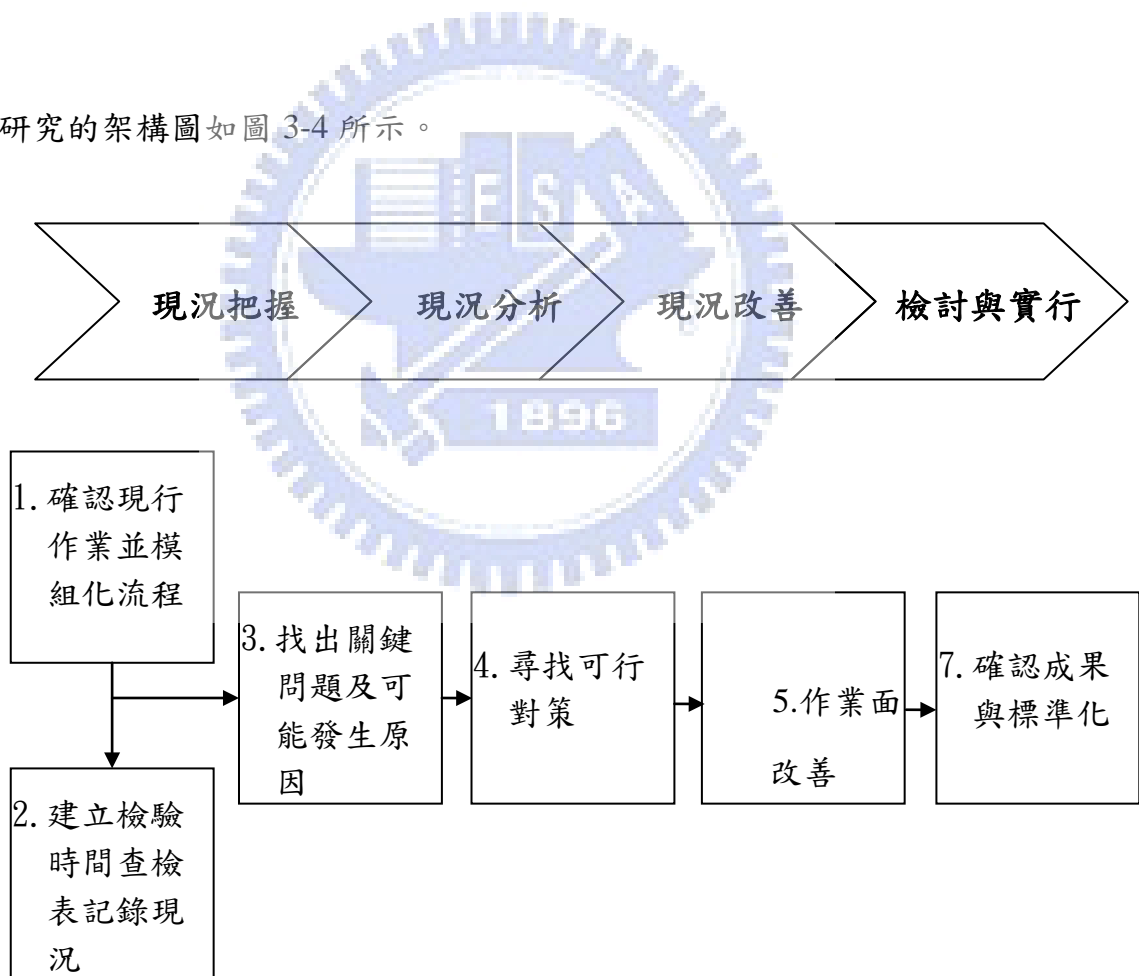 研究的架構圖如圖 3-4 所示。
現況把握
現況分析
現況改善
檢討與實行
ESA
1896
1. 確認現行
作業並模
組化流程
2. 建立檢驗
時間查檢
表記錄現
況
3. 找出關鍵
問題及可
能發生原
因
4. 尋找可行
對策
5.作業面
改善
7. 確認成果
與標準化